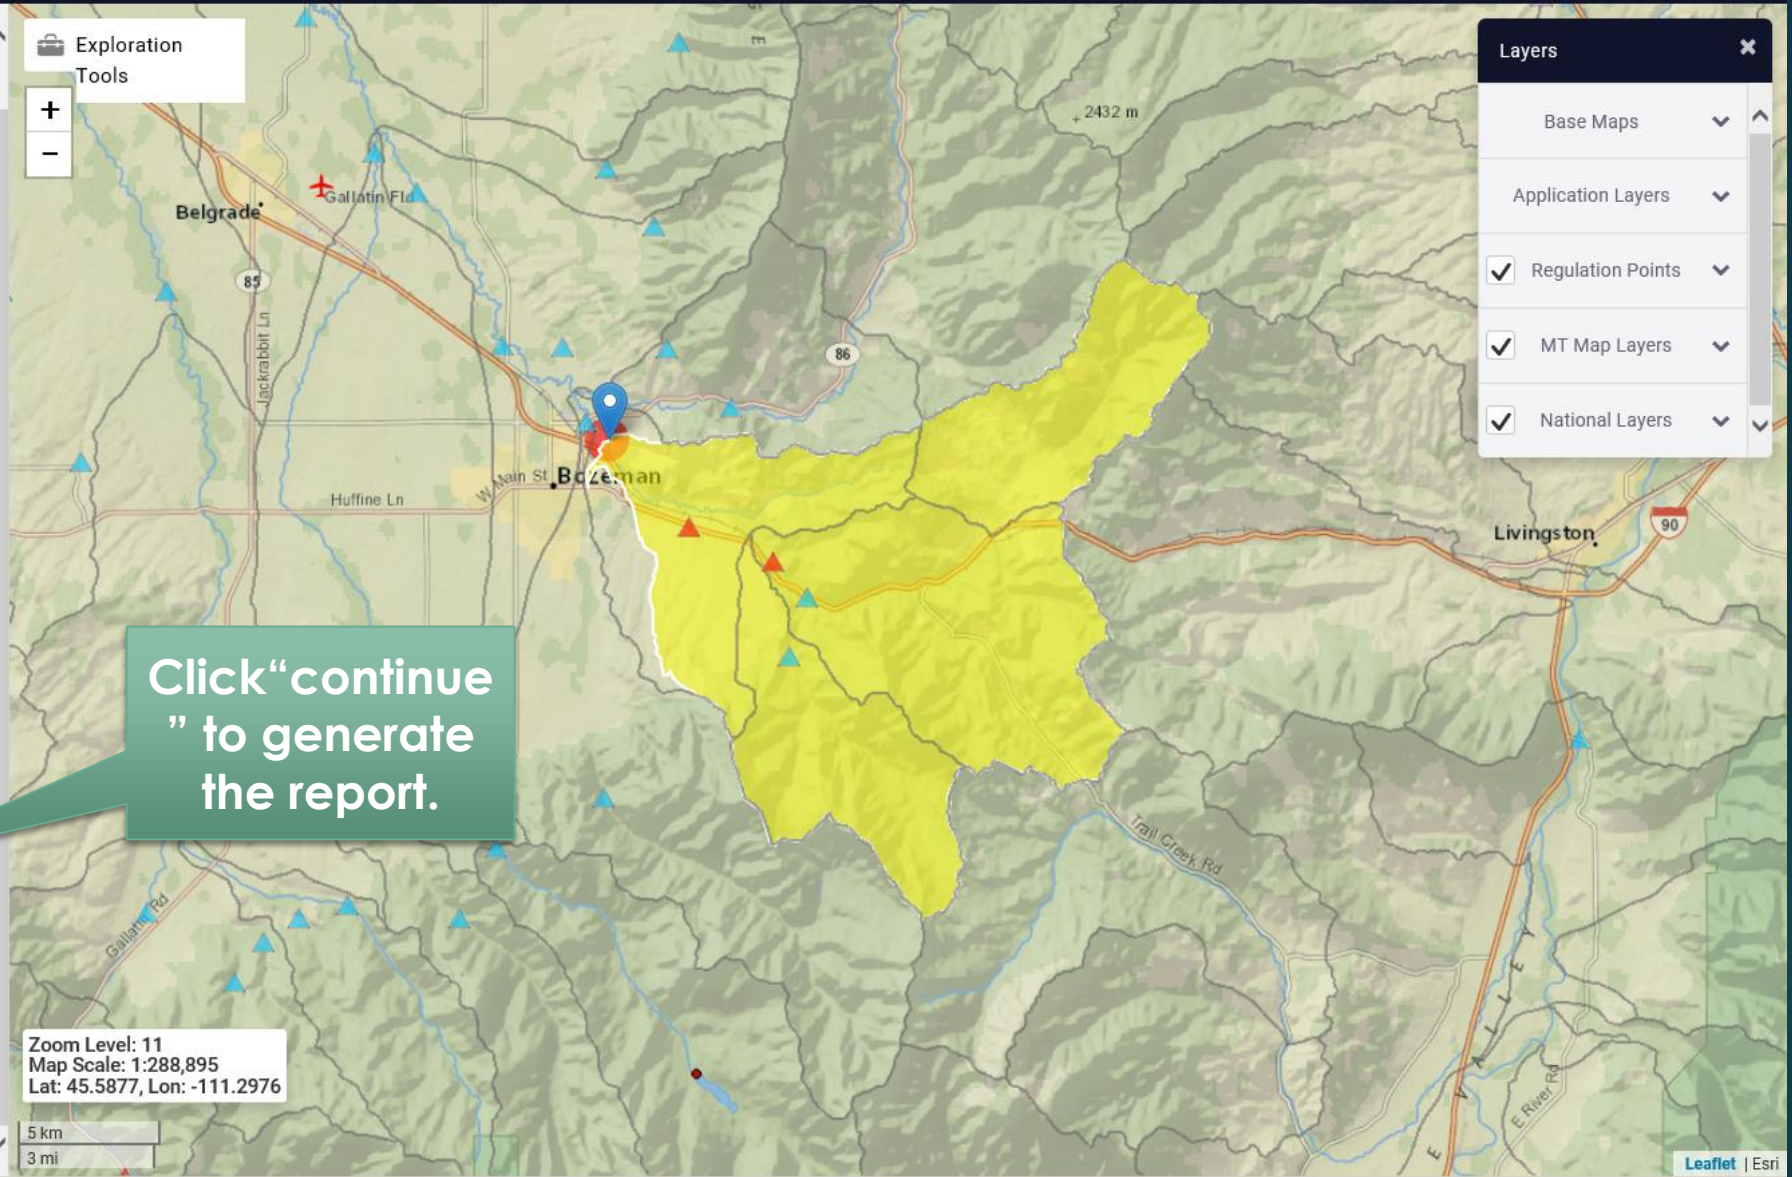 Exploration
Tools
+
−
Layers
Base Maps
Application Layers
Regulation Points
MT Map Layers
National Layers
E
2432 m
Gallatin Fld
Belgrade
85
Jackrabbit Ln
86
W Main St
Bozeman
Huffine Ln
90
Livingston
Click“continue
” to generate
the report.
Trail Creek Rd
Gallatin Rd
E
V A L L E Y
E River Rd
Zoom Level: 11
Map Scale: 1:288,895
Lat: 45.5877, Lon: -111.2976
5 km
3 mi
Leaflet | Esri